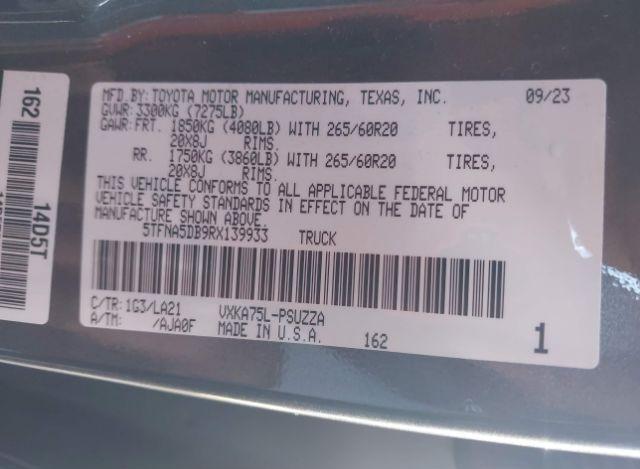 MFD.BY: TOYOTA MOTOR MANUFACTURING, TEXAS, INC. 09/23
GVWR: 3300KG (7275LB)
GAWR: FRT. 1850KG (4080LB) WITH 265/60R20 TIRES,
20X8J RIMS.
RR. 1750KG (3860LB) WITH 265/60R20 TIRES,
20X8J RIMS.
THIS VEHICLE CONFORMS TO ALL APPLICABLE FEDERAL MOTOR
VEHICLE SAFETY STANDARDS IN EFFECT ON THE DATE OF
MANUFACTURE SHOWN ABOVE.
5TFNA5DB9RX139933 TRUCK
C/TR: 1G3/LA21 VXKA75L-PSUZZA
A/TM: /AJA0F MADE IN U.S.A. 162 1
162
14D5T